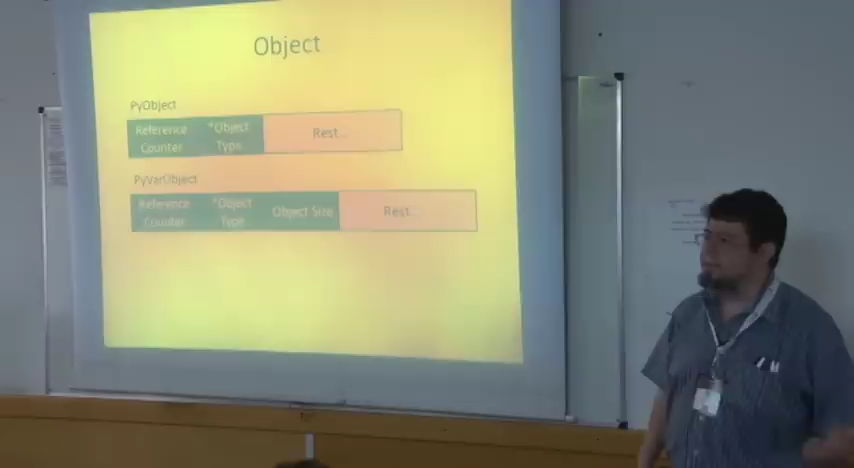 Object
PyObject
Reference
Counter
*Object
Type
Rest...
PyVarObject
Reference
Counter
*Object
Type
Object Size
Rest...